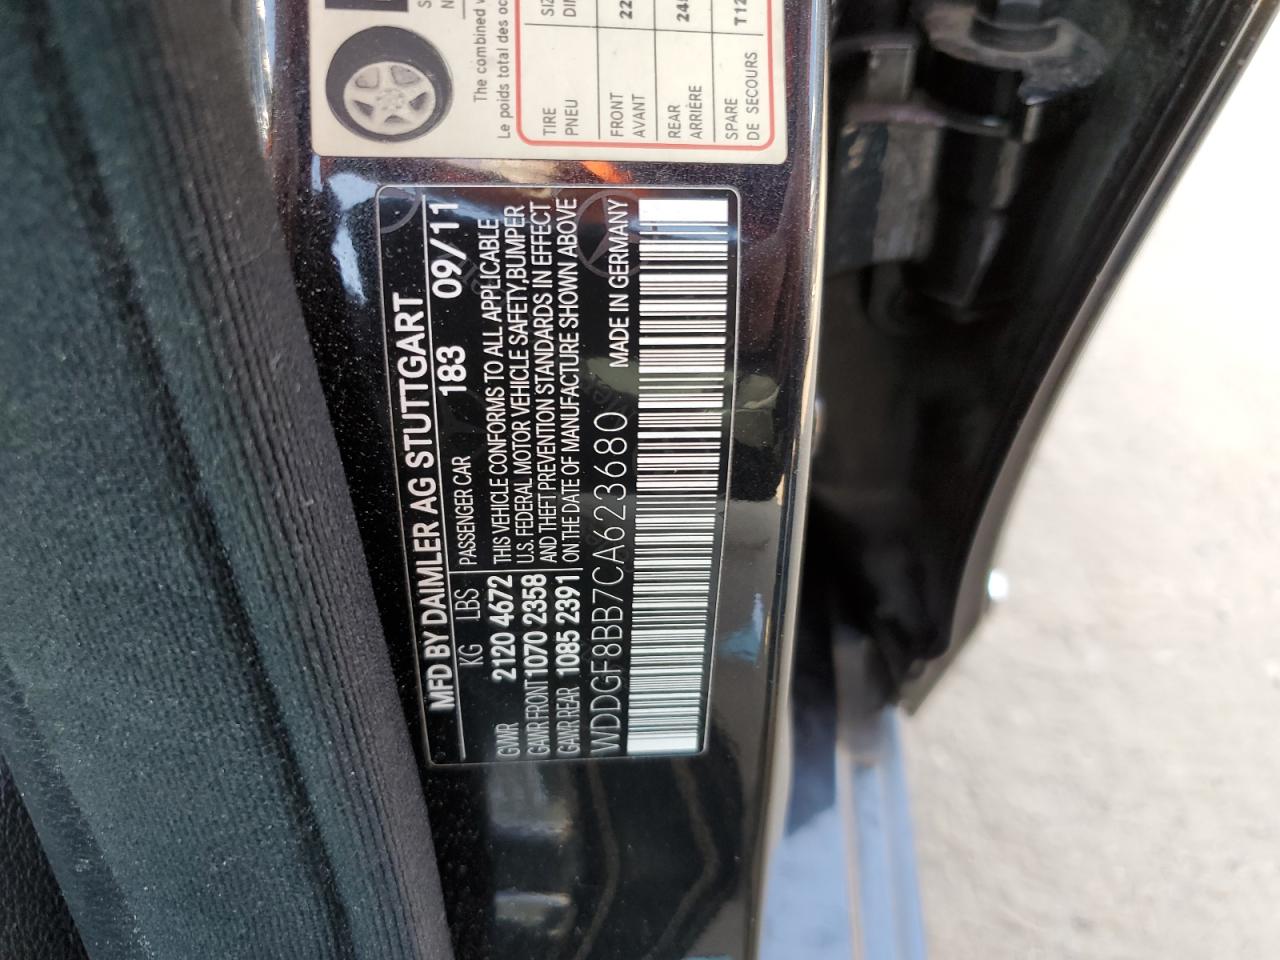 The combined
Le poids total des oc
TIRE
PNEU
FRONT
AVANT
REAR
ARRIÈRE
SPARE
DE SECOURS
MFD BY DAIMLER AG STUTTGART
183 09/11
KG LBS PASSENGER CAR
GVWR 2120 4672
GAWR FRONT 1070 2358
GAWR REAR 1085 2391
THIS VEHICLE CONFORMS TO ALL APPLICABLE
U.S. FEDERAL MOTOR VEHICLE SAFETY,BUMPER
AND THEFT PREVENTION STANDARDS IN EFFECT
ON THE DATE OF MANUFACTURE SHOWN ABOVE
WDDGF8BB7CA623680 MADE IN GERMANY